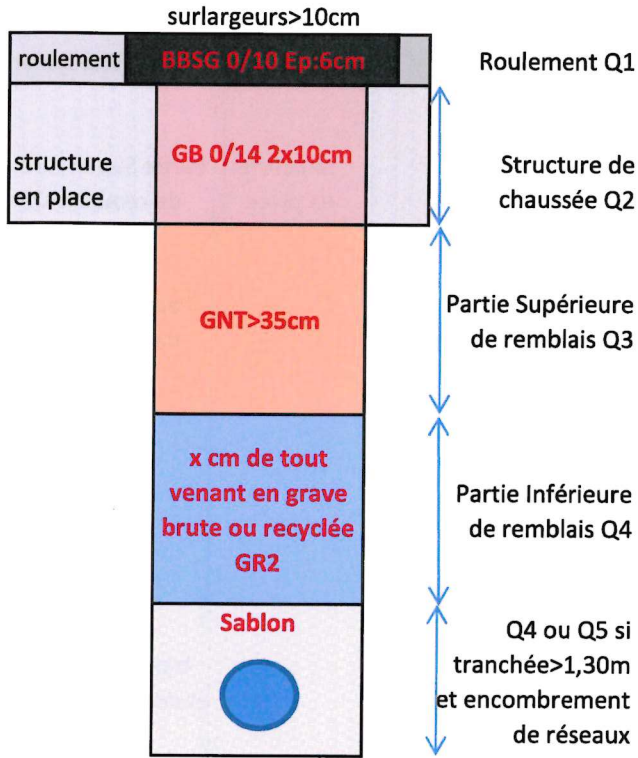 surlargeurs>10cm
roulement
BBSG 0/10 Ep:6cm
Roulement Q1
structure
en place
GB 0/14 2x10cm
Structure de
chaussée Q2
GNT>35cm
Partie Supérieure
de remblais Q3
x cm de tout
venant en grave
brute ou recyclée
GR2
Partie Inférieure
de remblais Q4
Sablon
Q4 ou Q5 si
tranchée>1,30m
et encombrement
de réseaux